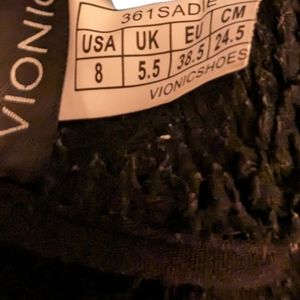 VIONIC
361SADIE
USA UK EU CM
8 5.5 38.5 24.5
VIONICSHOES